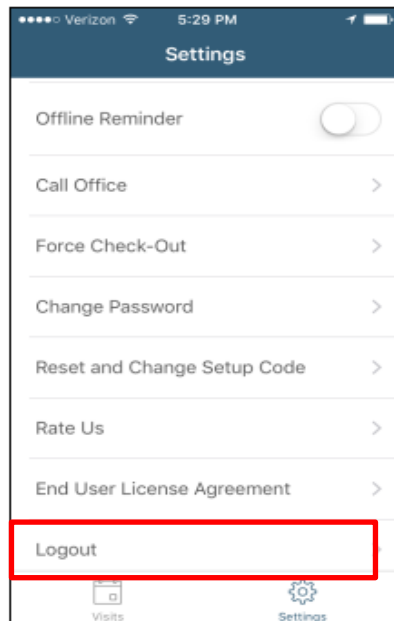 Verizon 5:29 PM
Settings
Offline Reminder
Call Office
Force Check-Out
Change Password
Reset and Change Setup Code
Rate Us
End User License Agreement
Logout
Visits Settings